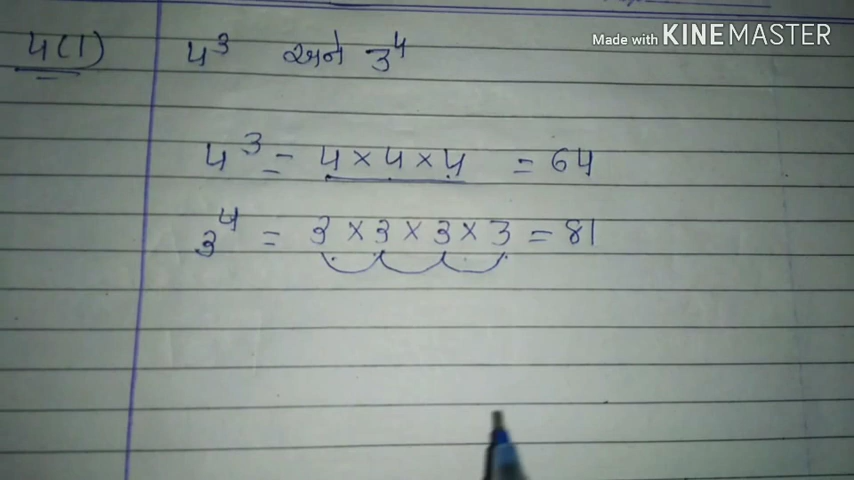 Made with KINEMASTER
4(1) 4³ અને 3⁴
4³ = 4 × 4 × 4 = 64
3⁴ = 3 × 3 × 3 × 3 = 81